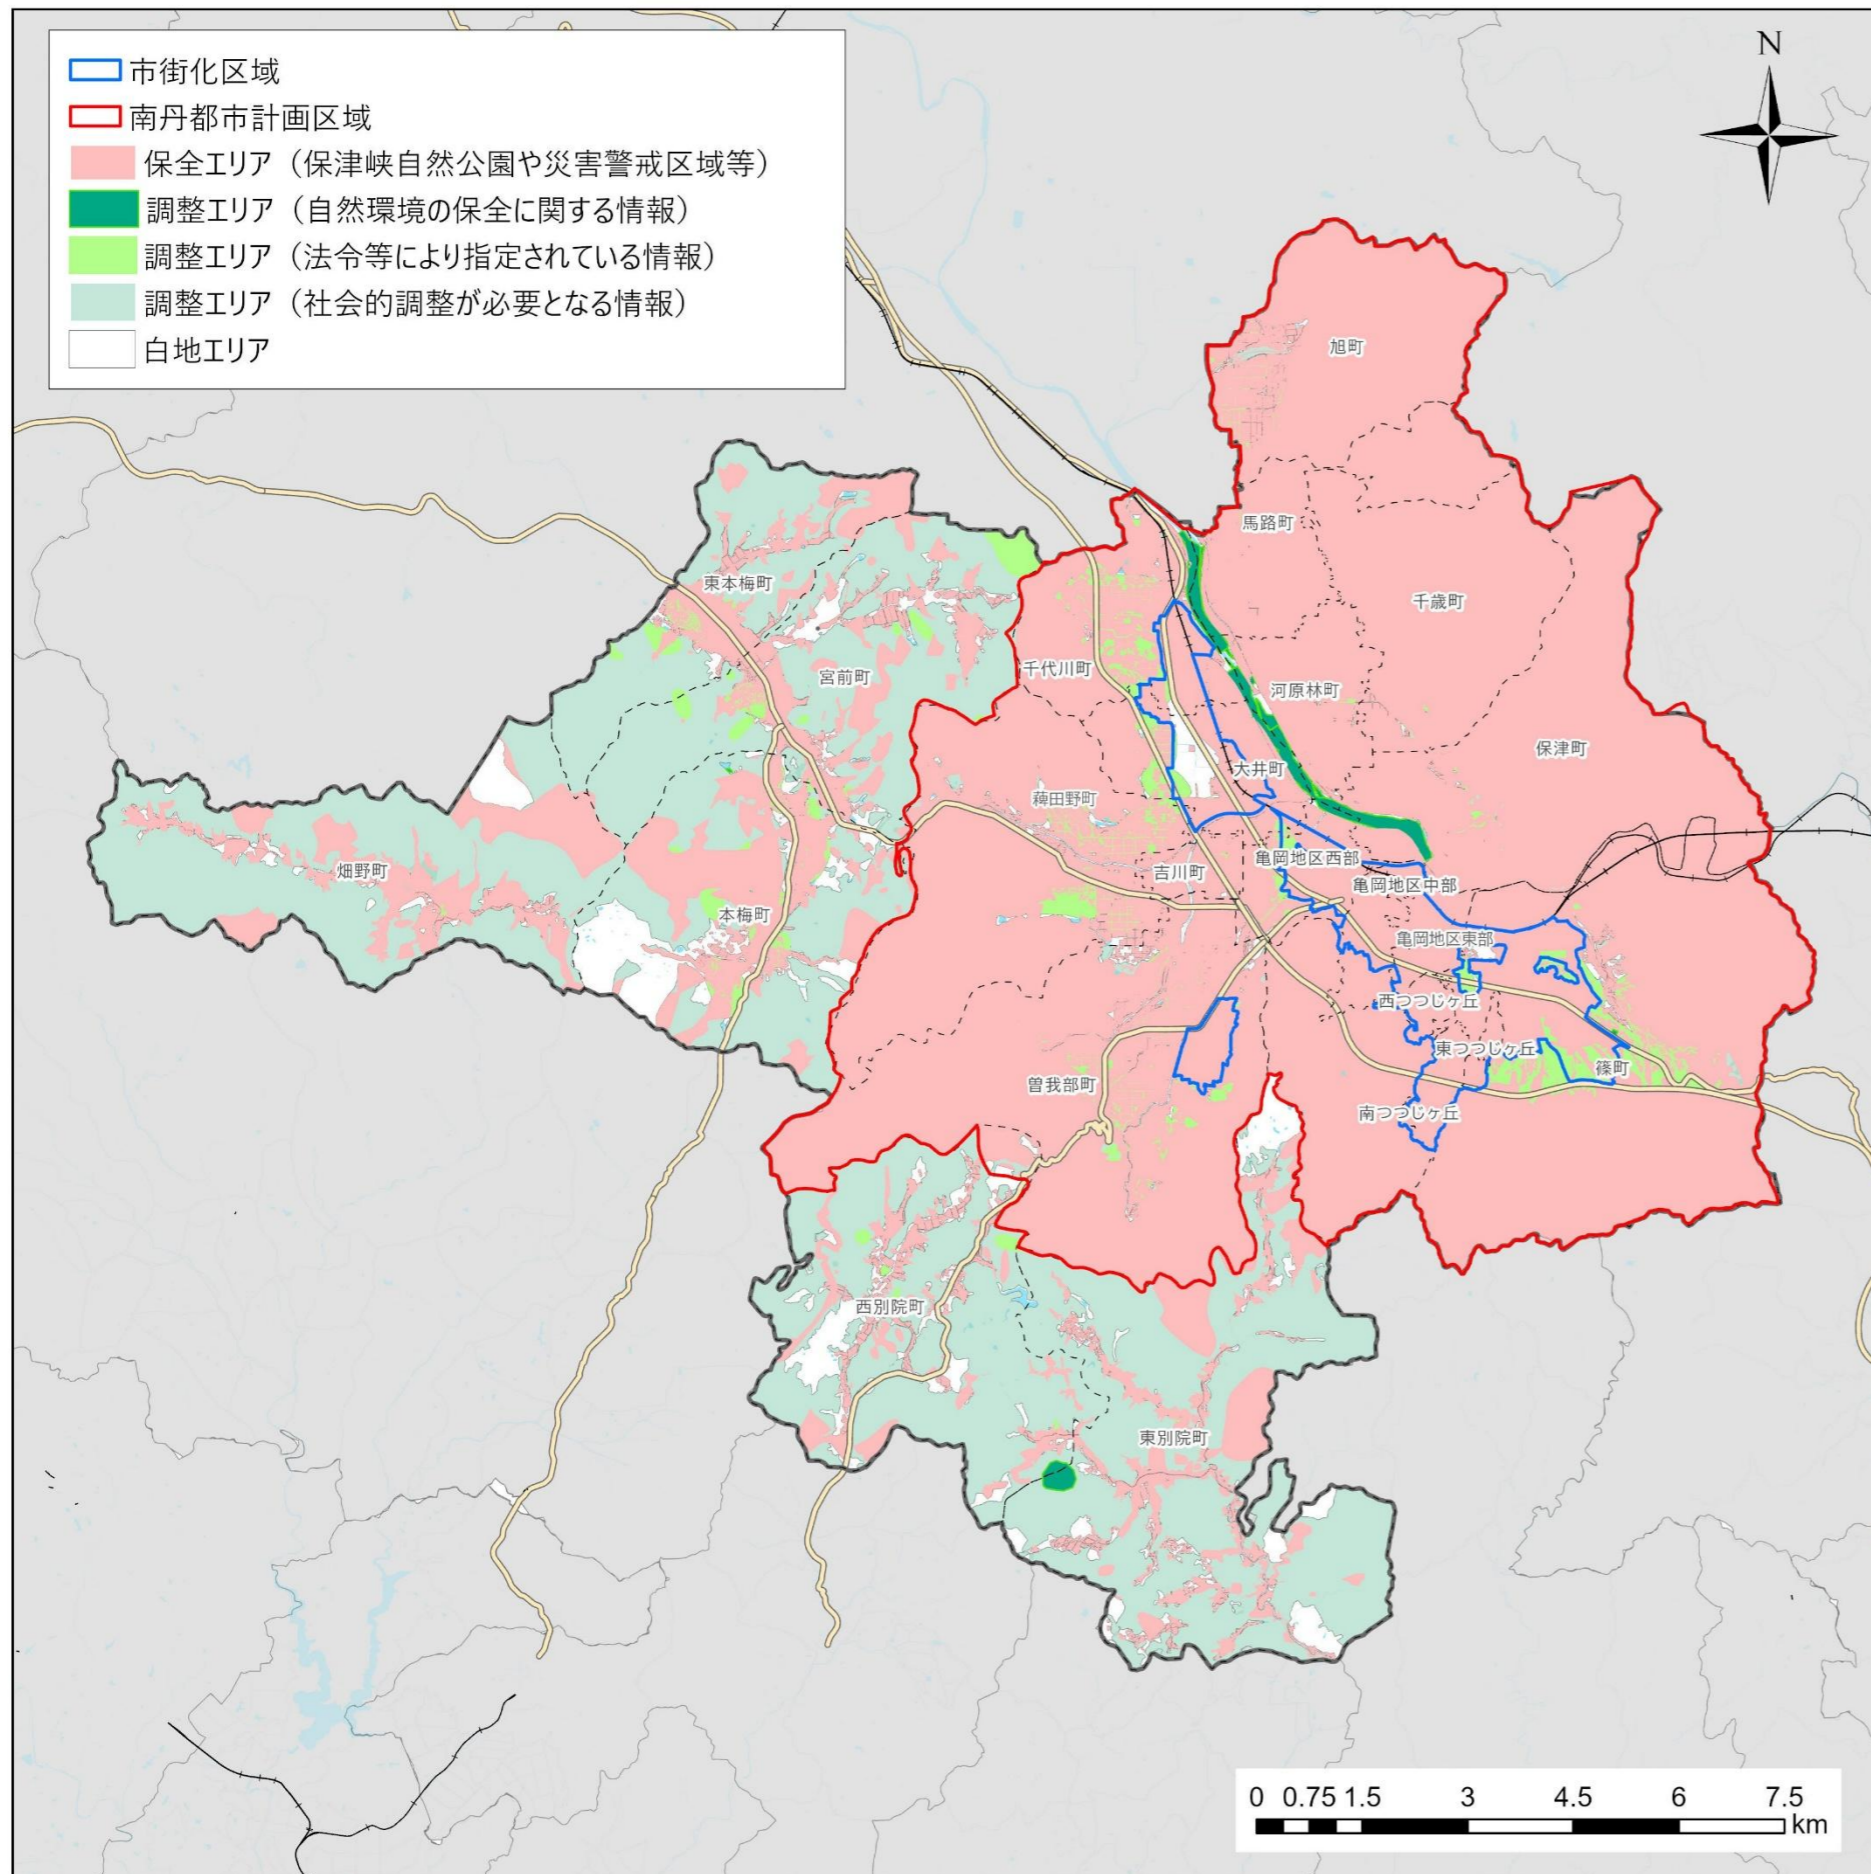 市街化区域
南丹都市計画区域
保全エリア（保津峡自然公園や災害警戒区域等）
調整エリア（自然環境の保全に関する情報）
調整エリア（法令等により指定されている情報）
調整エリア（社会的調整が必要となる情報）
白地エリア
N
旭町
馬路町
東本梅町
千歳町
宮前町
千代川町
河原林町
保津町
大井町
薭田野町
亀岡地区西部
畑野町
吉川町
亀岡地区中部
本梅町
亀岡地区東部
西つつじヶ丘
東つつじヶ丘
篠町
曽我部町
南つつじヶ丘
西別院町
東別院町
0 0.75 1.5 3 4.5 6 7.5
km